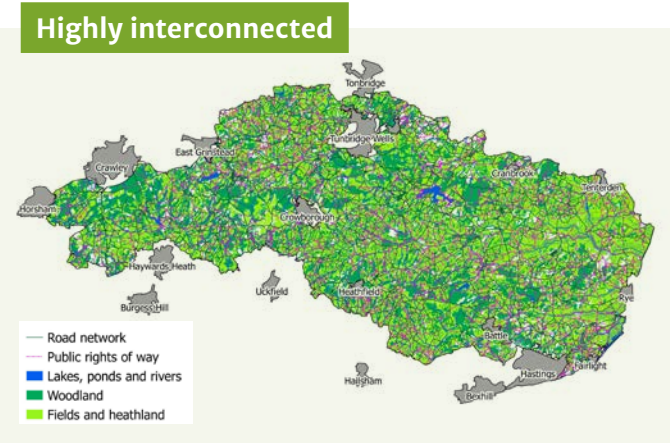 Highly interconnected
Tonbridge
Tunbridge Wells
East Grinstead
Crawley
Cranbrook
Tenterden
Horsham
Crowborough
Haywards Heath
Uckfield
Heathfield
Burgess Hill
Rye
Battle
Fairlight
Hastings
Hailsham
Bexhill
Road network
Public rights of way
Lakes, ponds and rivers
Woodland
Fields and heathland